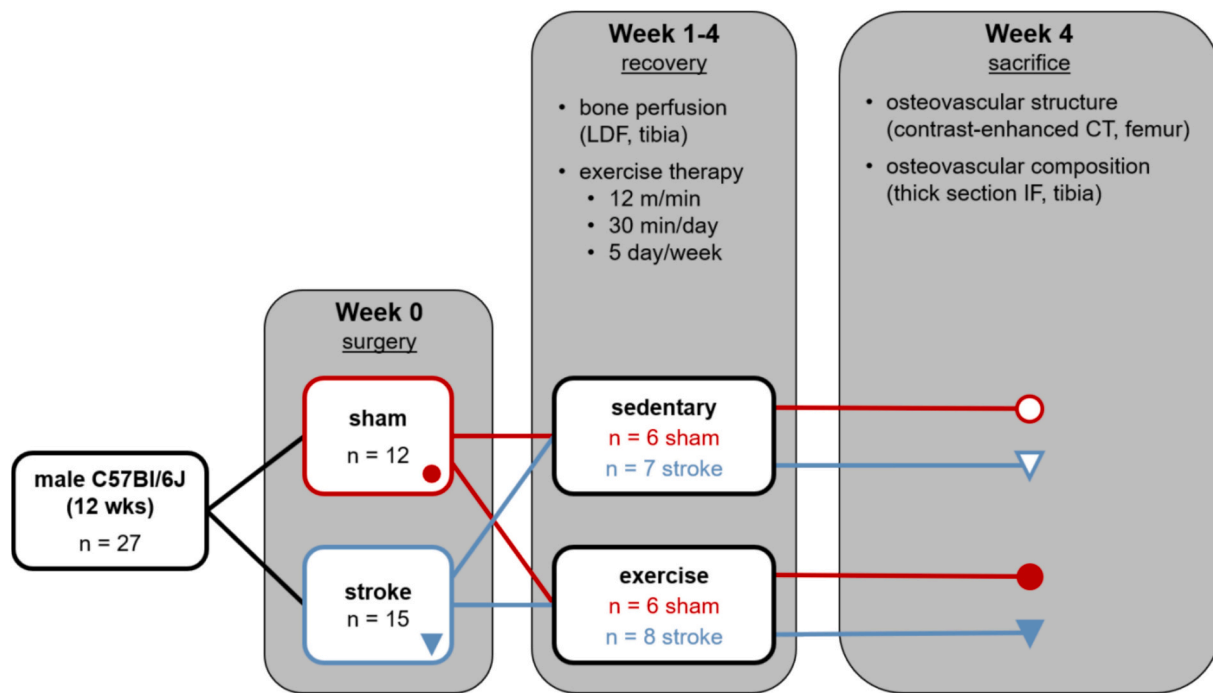 Week 1-4
recovery
• bone perfusion
(LDF, tibia)
• exercise therapy
• 12 m/min
• 30 min/day
• 5 day/week
Week 4
sacrifice
• osteovascular structure
(contrast-enhanced CT, femur)
• osteovascular composition
(thick section IF, tibia)
Week 0
surgery
male C57Bl/6J
(12 wks)
n = 27
sham
n = 12
stroke
n = 15
sedentary
n = 6 sham
n = 7 stroke
exercise
n = 6 sham
n = 8 stroke